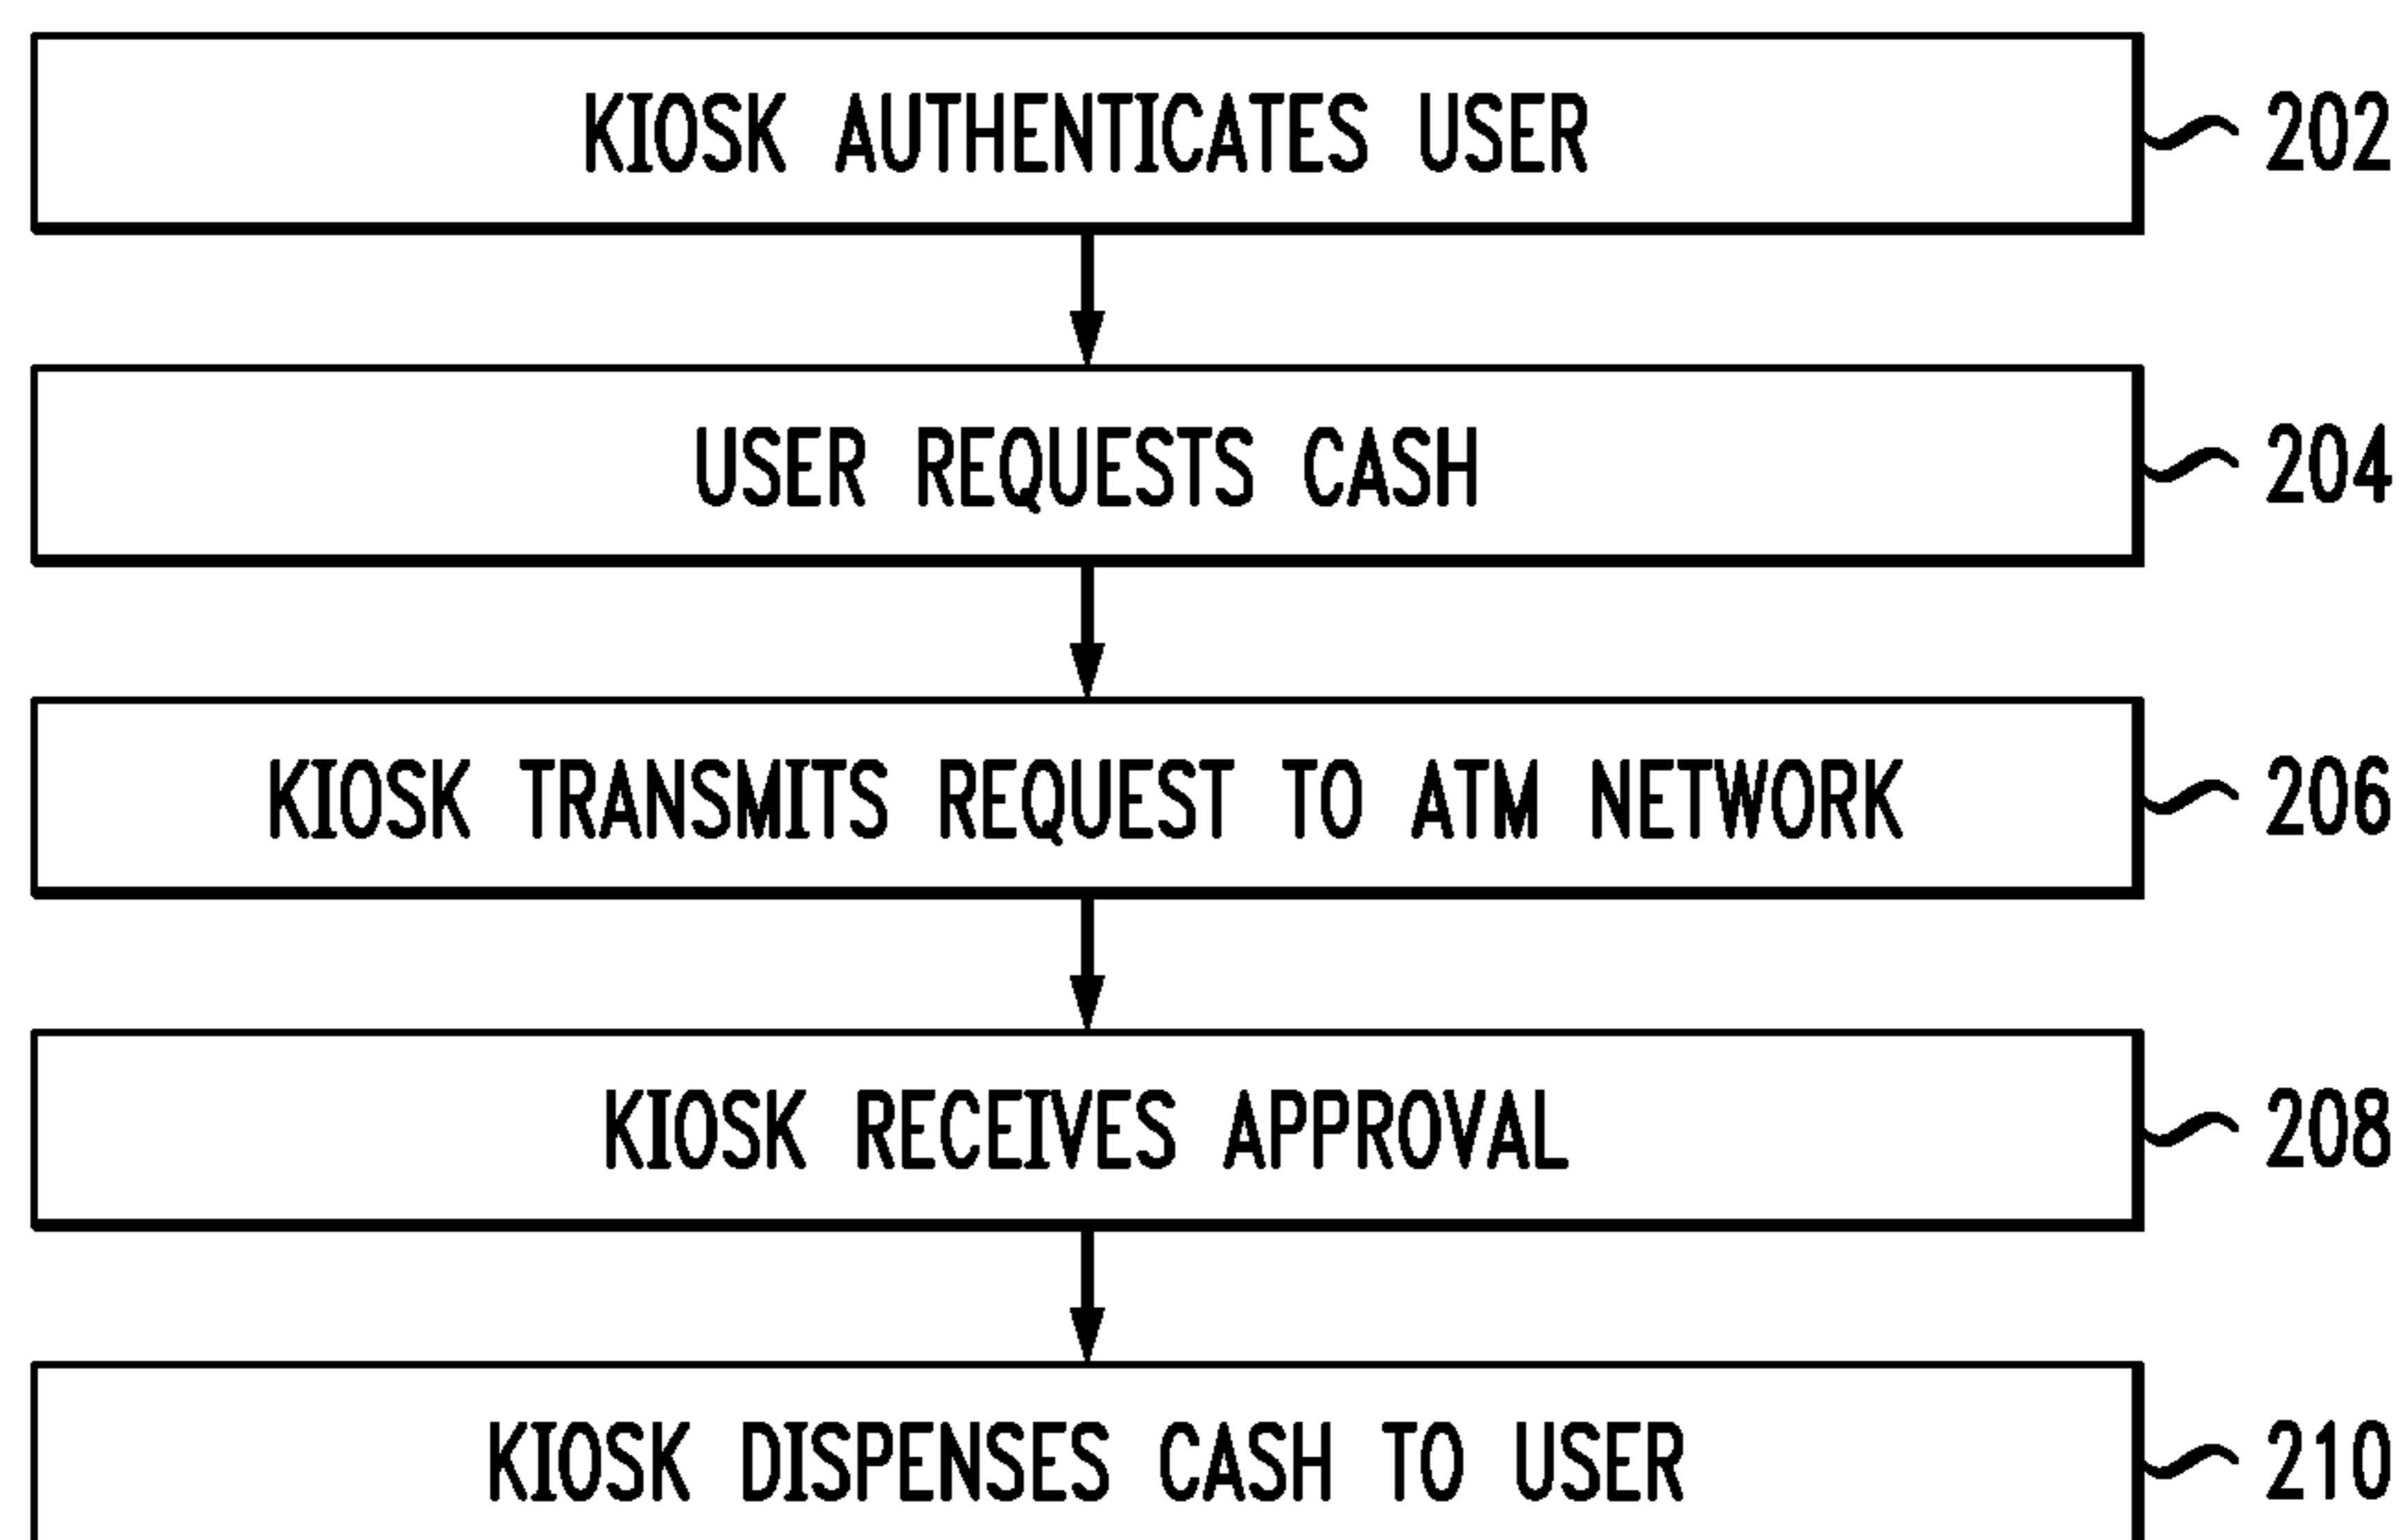 KIOSK AUTHENTICATES USER 202
USER REQUESTS CASH 204
KIOSK TRANSMITS REQUEST TO ATM NETWORK 206
KIOSK RECEIVES APPROVAL 208
KIOSK DISPENSES CASH TO USER 210